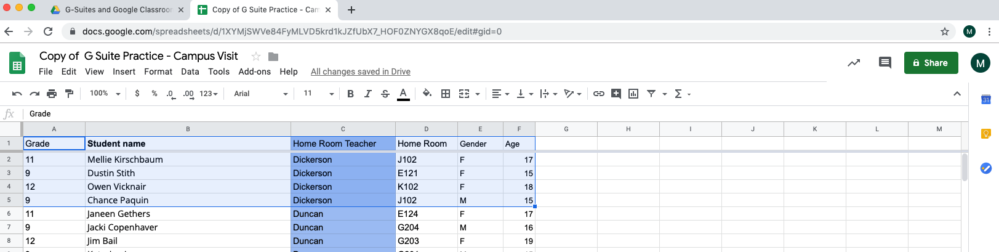 G-Suites and Google Classroom
Copy of G Suite Practice - Cam
docs.google.com/spreadsheets/d/1XYMjSWVe84FyMLVD5krd1kJZfUbX7_HOF0ZNYGX8qoE/edit#gid=0
M
Copy of G Suite Practice - Campus Visit
Share
M
File Edit View Insert Format Data Tools Add-ons Help All changes saved in Drive
100% $ % .0 .00 123 Arial 11 B I S A Σ
31
fx Grade
A B C D E F G H I J K L M
1 Grade Student name Home Room Teacher Home Room Gender Age
2 11 Mellie Kirschbaum Dickerson J102 F 17
3 9 Dustin Stith Dickerson E121 F 15
4 12 Owen Vicknair Dickerson K102 F 18
5 9 Chance Paquin Dickerson J102 M 15
6 11 Janeen Gethers Duncan E124 F 17
7 9 Jacki Copenhaver Duncan G204 M 16
8 12 Jim Bail Duncan G203 F 19